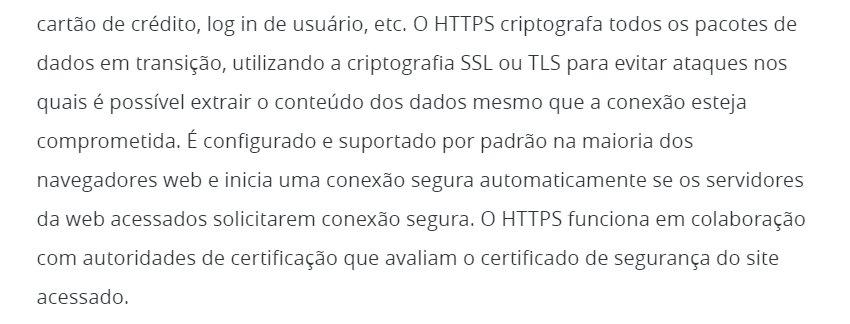 cartão de crédito, log in de usuário, etc. O HTTPS criptografa todos os pacotes de
dados em transição, utilizando a criptografia SSL ou TLS para evitar ataques nos
quais é possível extrair o conteúdo dos dados mesmo que a conexão esteja
comprometida. É configurado e suportado por padrão na maioria dos
navegadores web e inicia uma conexão segura automaticamente se os servidores
da web acessados solicitarem conexão segura. O HTTPS funciona em colaboração
com autoridades de certificação que avaliam o certificado de segurança do site
acessado.